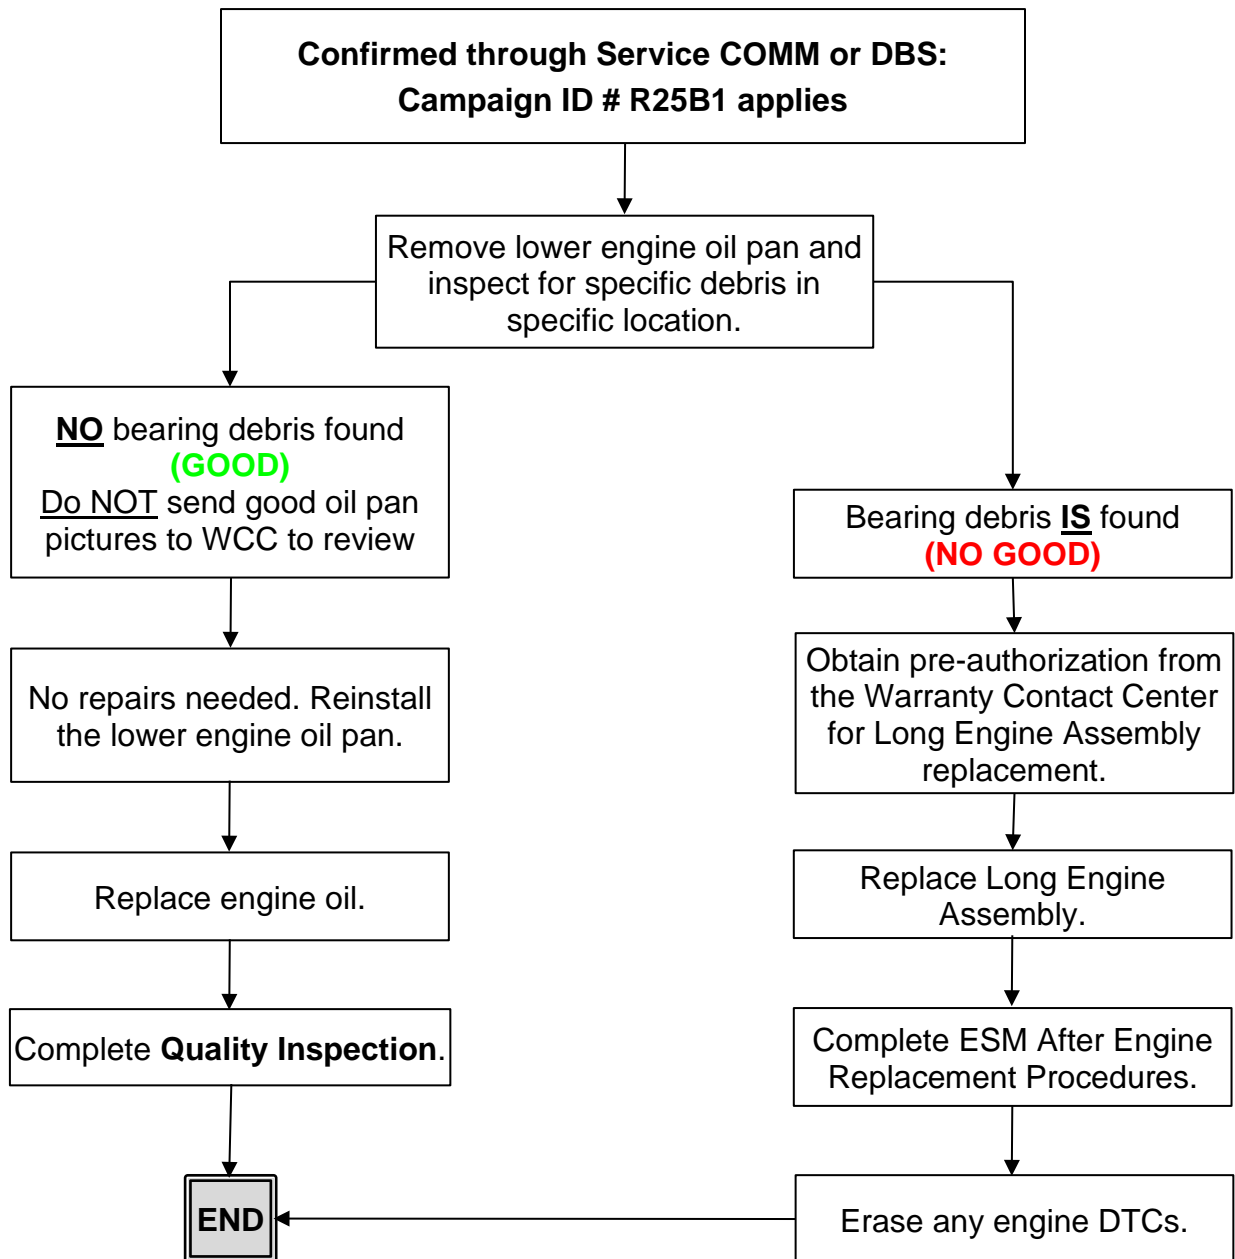 Confirmed through Service COMM or DBS:
Campaign ID # R25B1 applies
Remove lower engine oil pan and
inspect for specific debris in
specific location.
NO bearing debris found
(GOOD)
Do NOT send good oil pan
pictures to WCC to review
No repairs needed. Reinstall
the lower engine oil pan.
Replace engine oil.
Complete Quality Inspection.
END
Bearing debris IS found
(NO GOOD)
Obtain pre-authorization from
the Warranty Contact Center
for Long Engine Assembly
replacement.
Replace Long Engine
Assembly.
Complete ESM After Engine
Replacement Procedures.
Erase any engine DTCs.